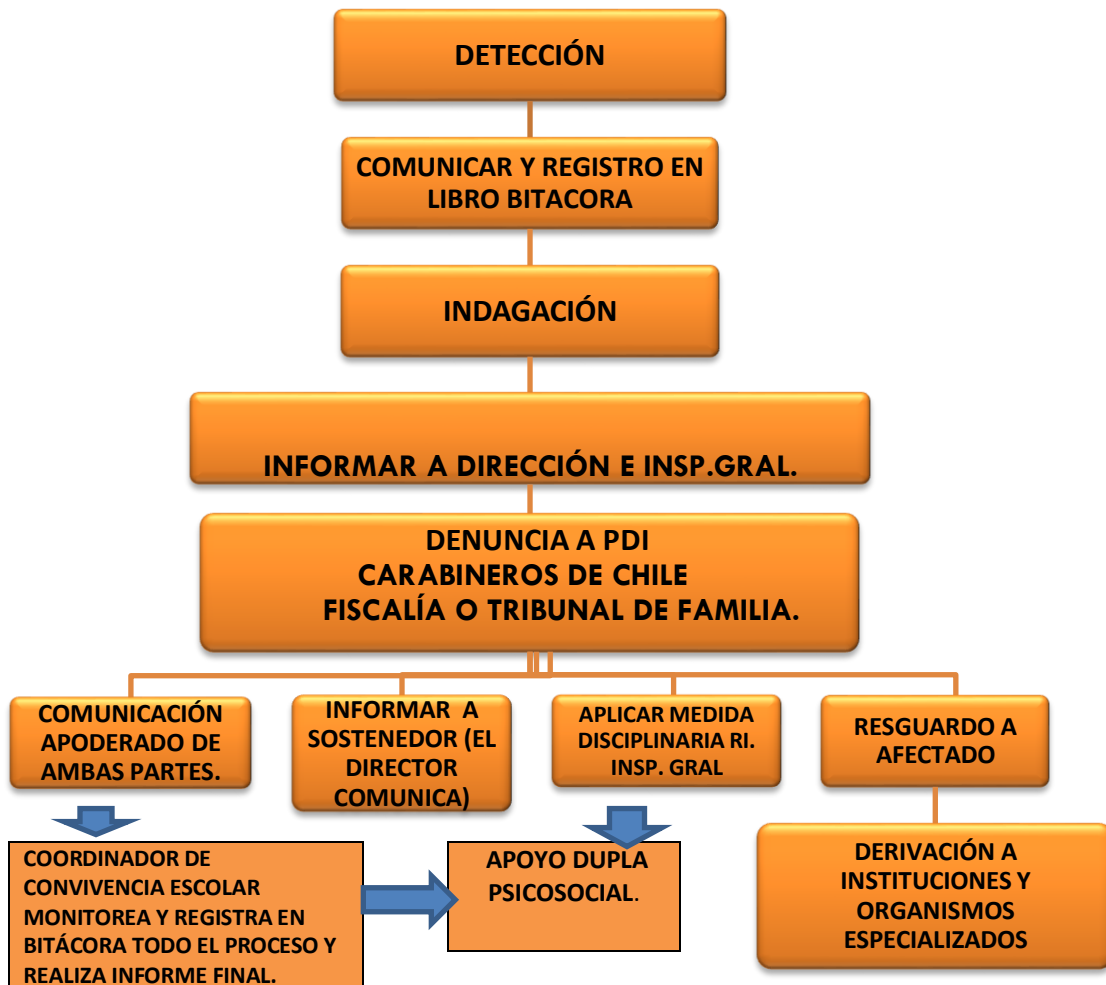 DETECCIÓN
COMUNICAR Y REGISTRO EN
LIBRO BITACORA
INDAGACIÓN
INFORMAR A DIRECCIÓN E INSP.GRAL.
DENUNCIA A PDI
CARABINEROS DE CHILE
FISCALÍA O TRIBUNAL DE FAMILIA.
COMUNICACIÓN
APODERADO DE
AMBAS PARTES.
INFORMAR A
SOSTENEDOR (EL
DIRECTOR
COMUNICA)
APLICAR MEDIDA
DISCIPLINARIA RI.
INSP. GRAL
RESGUARDO A
AFECTADO
COORDINADOR DE
CONVIVENCIA ESCOLAR
MONITOREA Y REGISTRA EN
BITÁCORA TODO EL PROCESO Y
REALIZA INFORME FINAL.
APOYO DUPLA
PSICOSOCIAL.
DERIVACIÓN A
INSTITUCIONES Y
ORGANISMOS
ESPECIALIZADOS